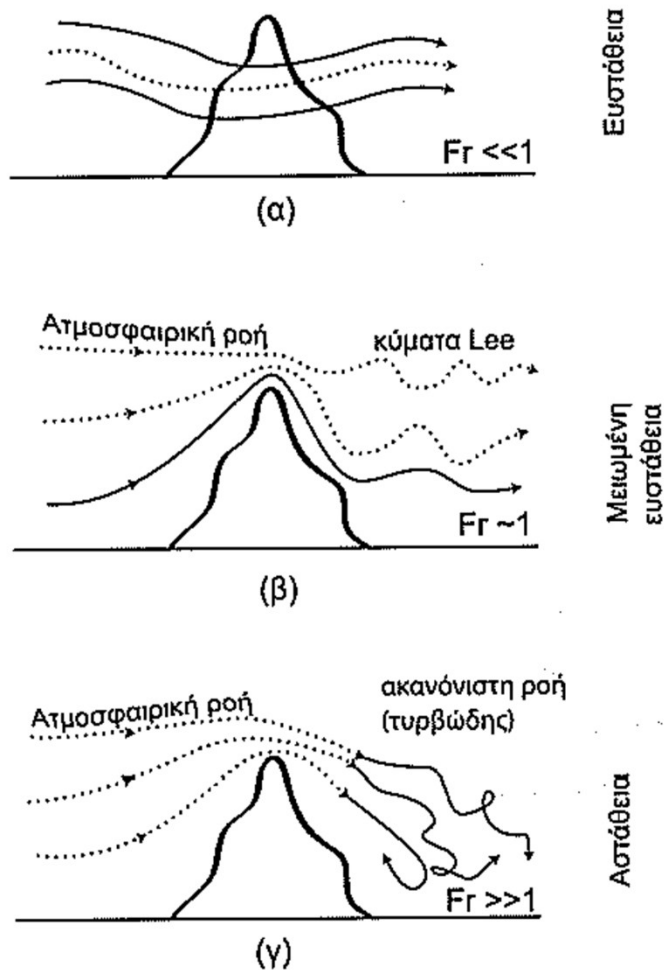 Ευστάθεια
Fr <<1
(α)
Ατμοσφαιρική ροή
κύματα Lee
Μειωμένη
ευστάθεια
Fr ~1
(β)
ακανόνιστη ροή
(τυρβώδης)
Ατμοσφαιρική ροή
Αστάθεια
Fr >>1
(γ)